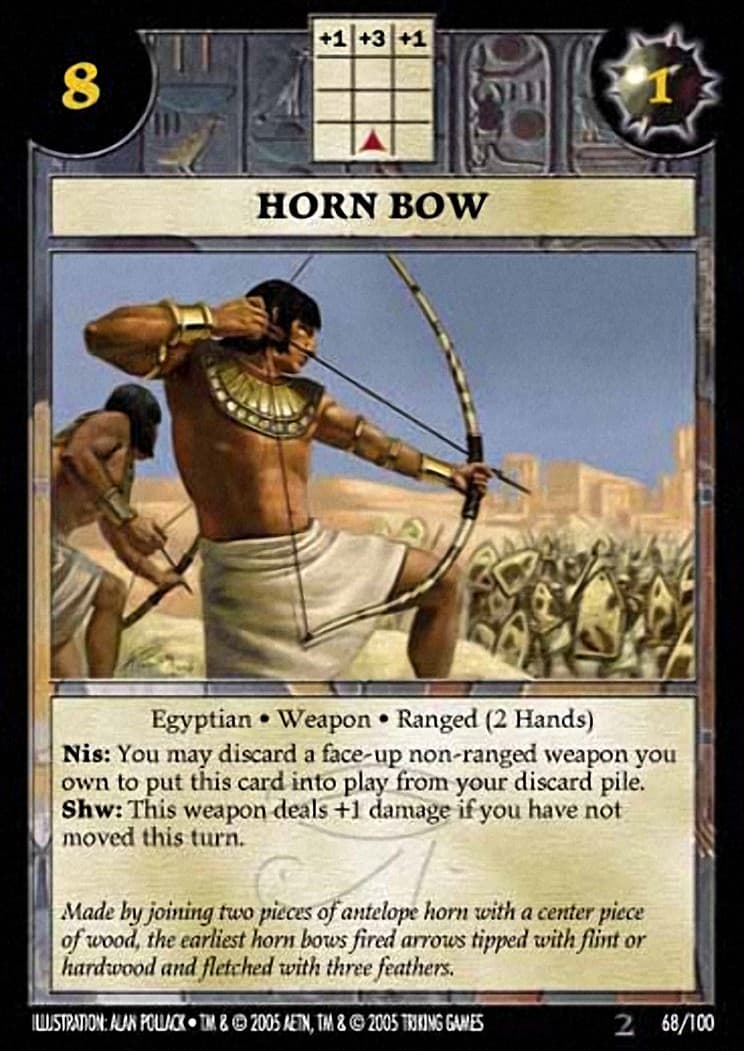 8
+1 +3 +1
1
HORN BOW
Egyptian • Weapon • Ranged (2 Hands)
Nis: You may discard a face-up non-ranged weapon you
own to put this card into play from your discard pile.
Shw: This weapon deals +1 damage if you have not
moved this turn.
Made by joining two pieces of antelope horn with a center piece
of wood, the earliest horn bows fired arrows tipped with flint or
hardwood and fletched with three feathers.
ILLUSTRATION: ALAN POLLACK • TM & © 2005 AETN, TM & © 2005 TRIKING GAMES
2 68/100